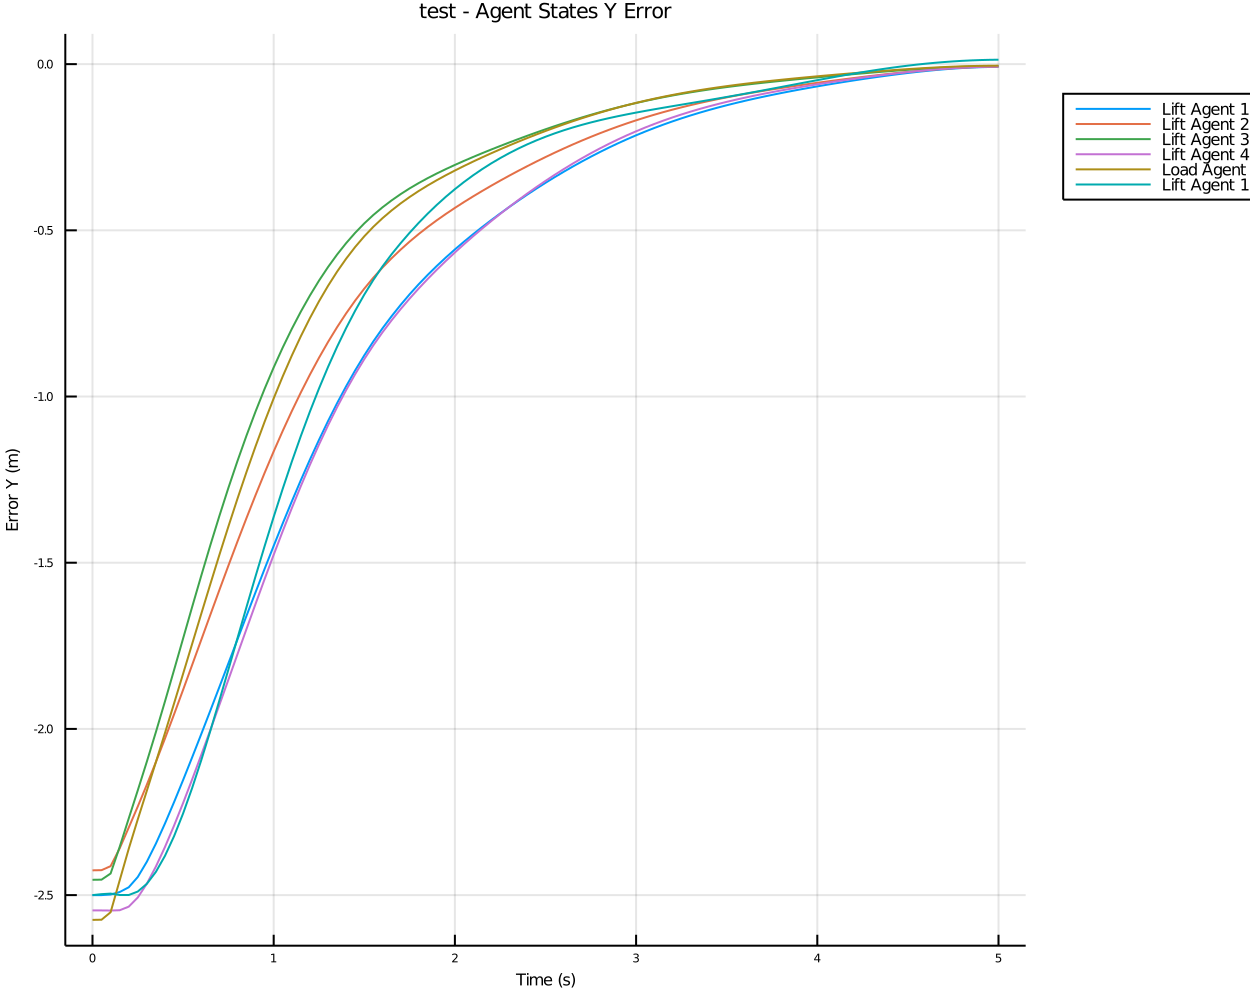 test - Agent States Y Error
0.0
-0.5
-1.0
-1.5
-2.0
-2.5
Error Y (m)
0 1 2 3 4 5
Time (s)
Lift Agent 1
Lift Agent 2
Lift Agent 3
Lift Agent 4
Load Agent
Lift Agent 1